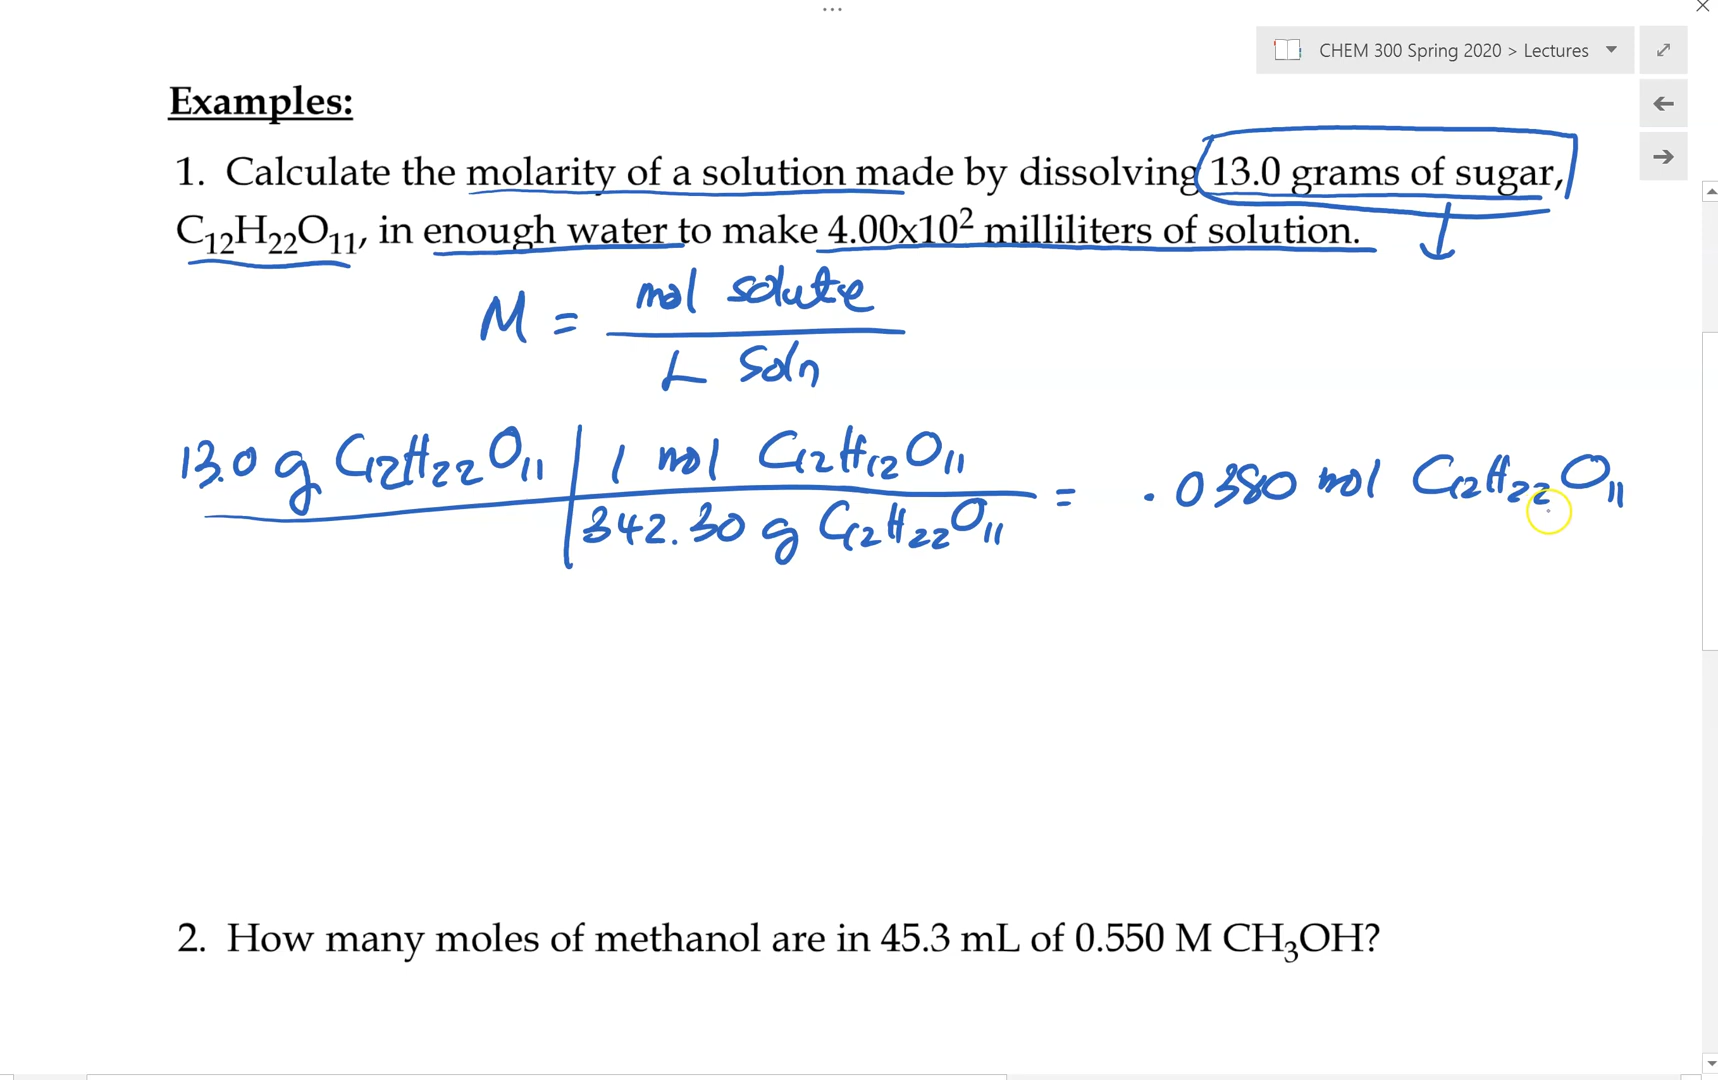 ...
CHEM 300 Spring 2020 > Lectures
Examples:
1. Calculate the molarity of a solution made by dissolving 13.0 grams of sugar,
C₁₂H₂₂O₁₁, in enough water to make 4.00x10² milliliters of solution.
M = mol solute
L soln
13.0 g C₁₂H₂₂O₁₁ | 1 mol C₁₂H₁₂O₁₁ = .0380 mol C₁₂H₂₂O₁₁
342.30 g C₁₂H₂₂O₁₁
2. How many moles of methanol are in 45.3 mL of 0.550 M CH₃OH?